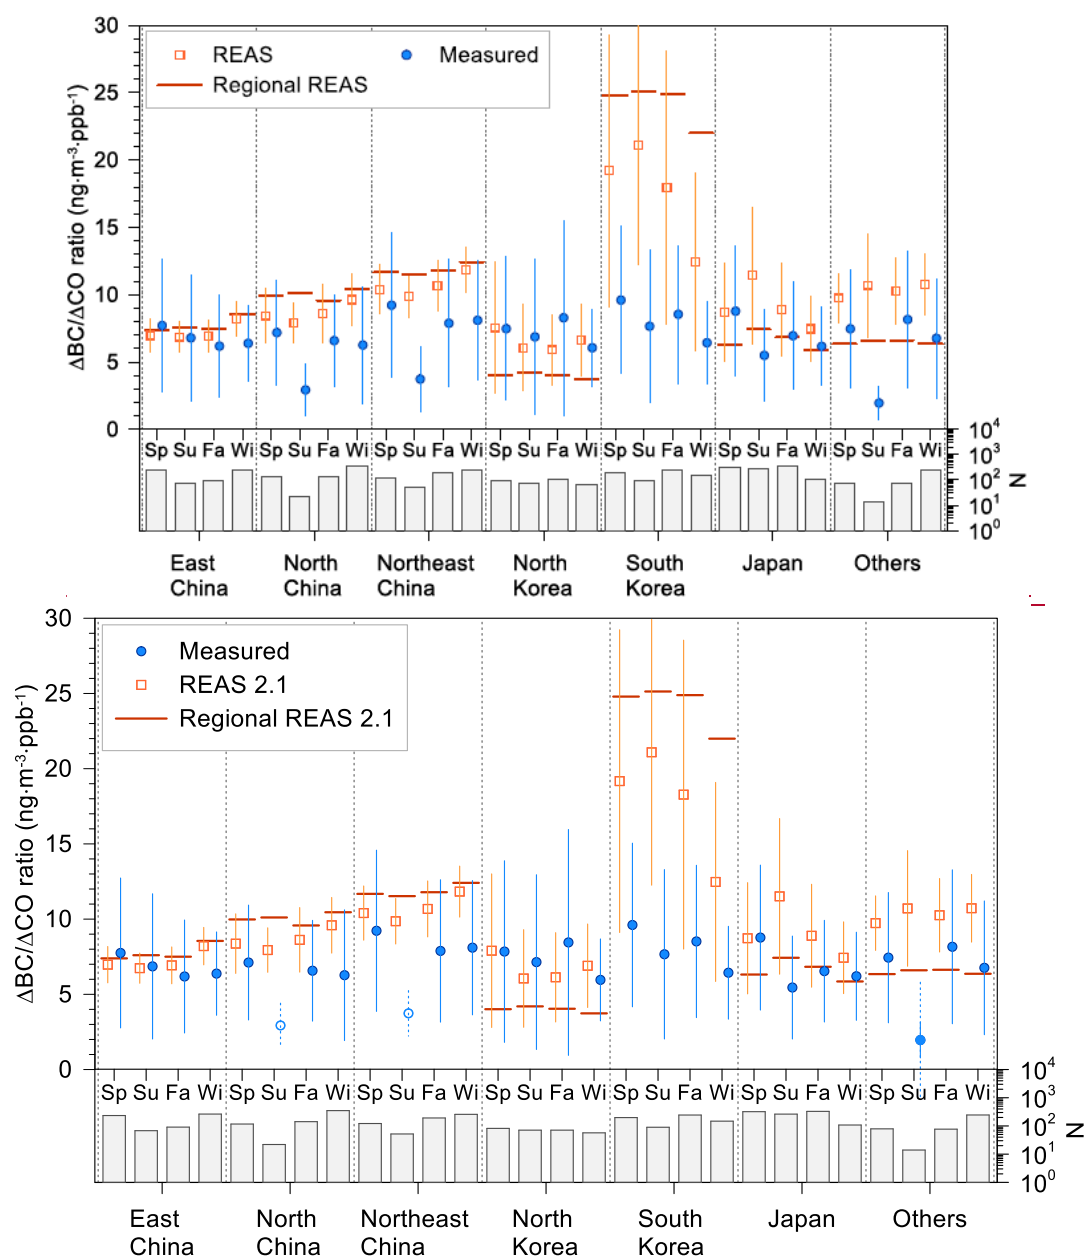 30
REAS
Measured
Regional REAS
25
20
15
10
5
0
ΔBC/ΔCO ratio (ng·m⁻³·ppb⁻¹)
Sp Su Fa Wi Sp Su Fa Wi Sp Su Fa Wi Sp Su Fa Wi Sp Su Fa Wi Sp Su Fa Wi Sp Su Fa Wi
10⁴
10³
10²
10¹
10⁰
N
East China
North China
Northeast China
North Korea
South Korea
Japan
Others
30
Measured
REAS 2.1
Regional REAS 2.1
25
20
15
10
5
0
ΔBC/ΔCO ratio (ng·m⁻³·ppb⁻¹)
Sp Su Fa Wi Sp Su Fa Wi Sp Su Fa Wi Sp Su Fa Wi Sp Su Fa Wi Sp Su Fa Wi Sp Su Fa Wi
10⁴
10³
10²
10¹
10⁰
N
East China
North China
Northeast China
North Korea
South Korea
Japan
Others